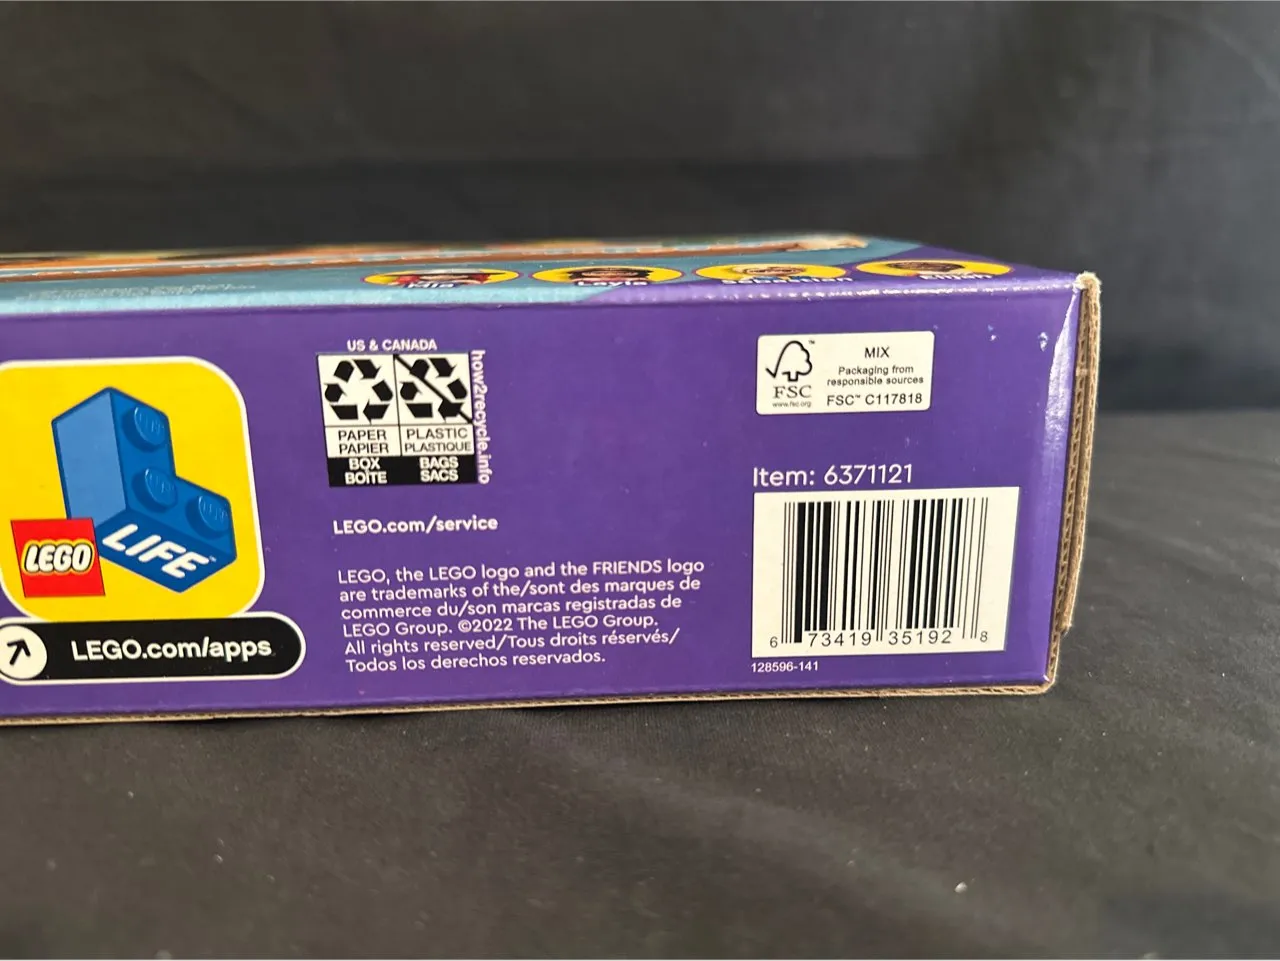 Mia
Layla
Sebastian
US & CANADA
PAPER
PAPIER
BOX
BOÎTE
PLASTIC
PLASTIQUE
BAGS
SACS
how2recycle.info
FSC™
www.fsc.org
MIX
Packaging from
responsible sources
FSC™ C117818
LIFE™
LEGO
LEGO.com/apps
LEGO.com/service
LEGO, the LEGO logo and the FRIENDS logo
are trademarks of the/sont des marques de
commerce du/son marcas registradas de
LEGO Group. ©2022 The LEGO Group.
All rights reserved/Tous droits réservés/
Todos los derechos reservados.
Item: 6371121
6 73419 35192 8
128596-141